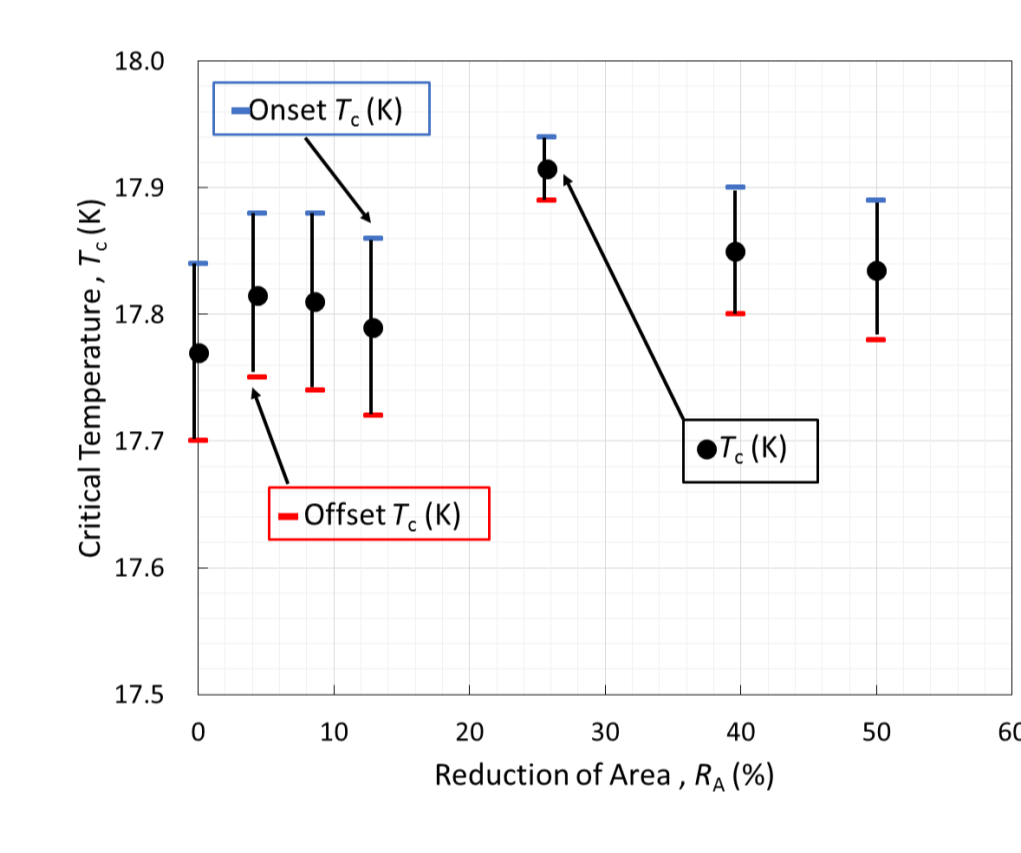 18.0
17.9
17.8
17.7
17.6
17.5
Critical Temperature , Tc (K)
Onset Tc (K)
Tc (K)
Offset Tc (K)
0 10 20 30 40 50 60
Reduction of Area , RA (%)